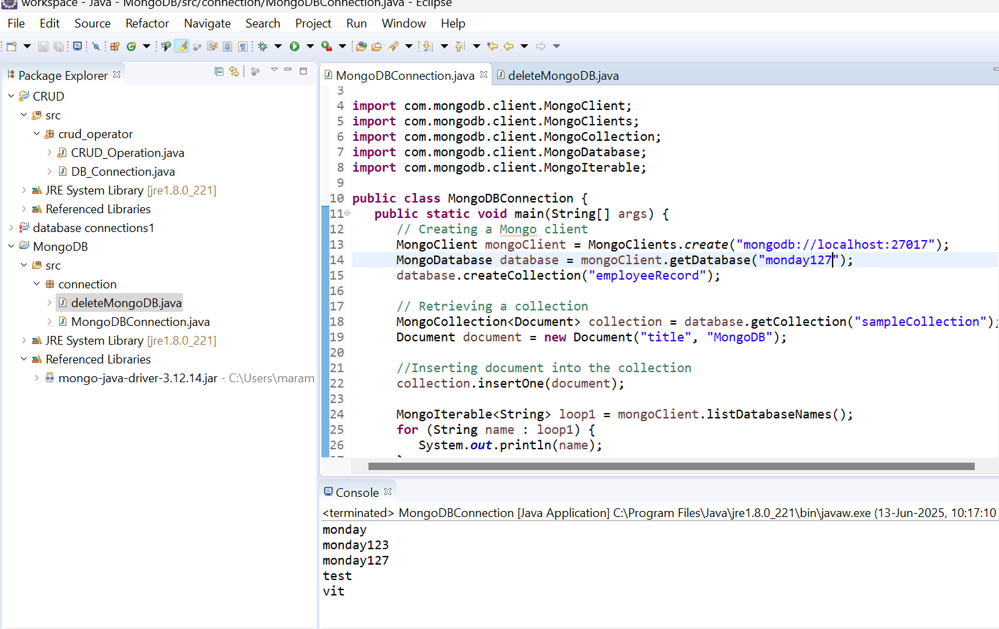 workspace - Java - MongoDB/src/connection/MongoDBConnection.java - Eclipse
File Edit Source Refactor Navigate Search Project Run Window Help
Package Explorer
CRUD
src
crud_operator
CRUD_Operation.java
DB_Connection.java
JRE System Library [jre1.8.0_221]
Referenced Libraries
database connections1
MongoDB
src
connection
deleteMongoDB.java
MongoDBConnection.java
JRE System Library [jre1.8.0_221]
Referenced Libraries
mongo-java-driver-3.12.14.jar - C:\Users\maram
MongoDBConnection.java deleteMongoDB.java
3
4 import com.mongodb.client.MongoClient;
5 import com.mongodb.client.MongoClients;
6 import com.mongodb.client.MongoCollection;
7 import com.mongodb.client.MongoDatabase;
8 import com.mongodb.client.MongoIterable;
9
10 public class MongoDBConnection {
11 public static void main(String[] args) {
12 // Creating a Mongo client
13 MongoClient mongoClient = MongoClients.create("mongodb://localhost:27017");
14 MongoDatabase database = mongoClient.getDatabase("monday127");
15 database.createCollection("employeeRecord");
16
17 // Retrieving a collection
18 MongoCollection<Document> collection = database.getCollection("sampleCollection");
19 Document document = new Document("title", "MongoDB");
20
21 //Inserting document into the collection
22 collection.insertOne(document);
23
24 MongoIterable<String> loop1 = mongoClient.listDatabaseNames();
25 for (String name : loop1) {
26 System.out.println(name);
Console
<terminated> MongoDBConnection [Java Application] C:\Program Files\Java\jre1.8.0_221\bin\javaw.exe (13-Jun-2025, 10:17:10
monday
monday123
monday127
test
vit